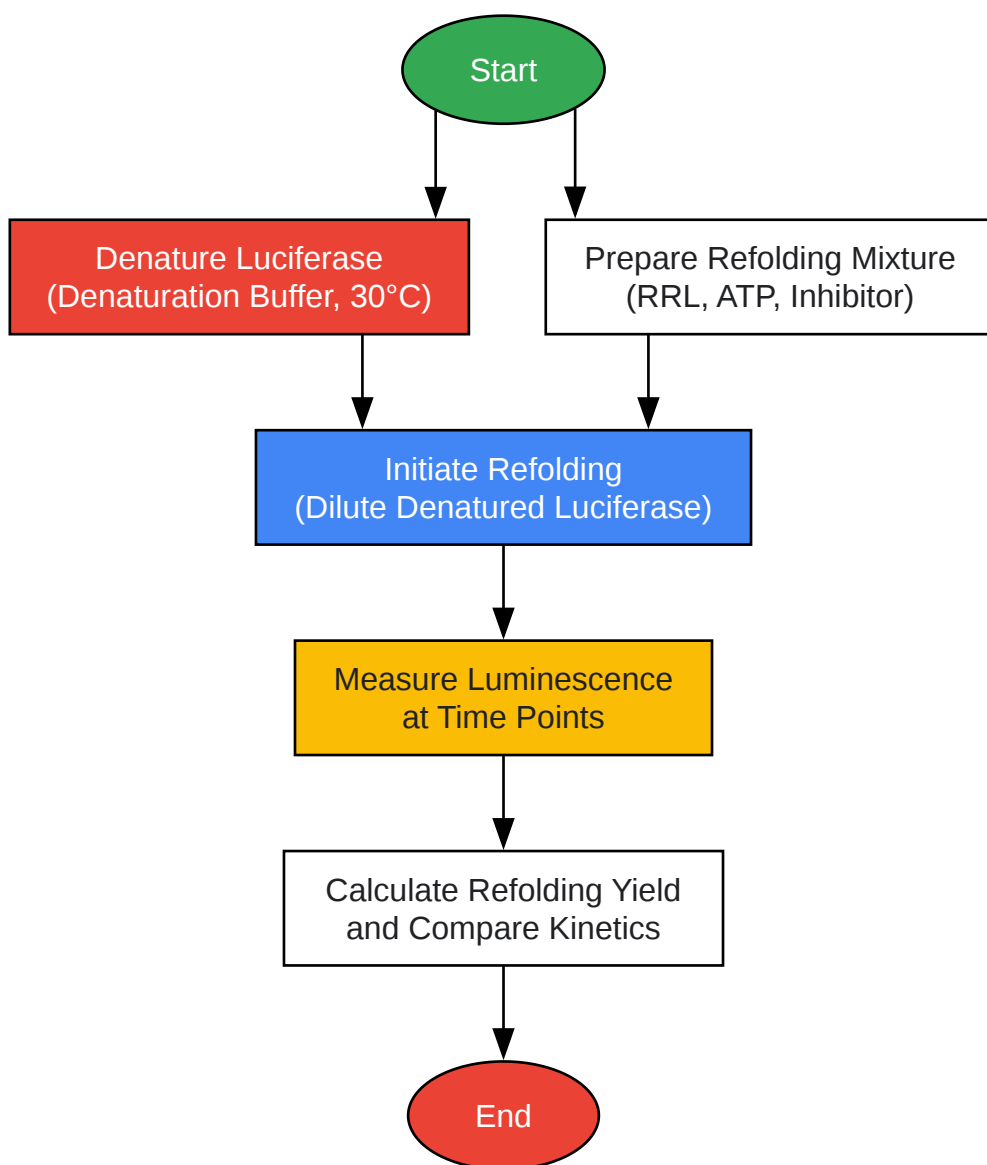 Start
Denature Luciferase
(Denaturation Buffer, 30°C)
Prepare Refolding Mixture
(RRL, ATP, Inhibitor)
Initiate Refolding
(Dilute Denatured Luciferase)
Measure Luminescence
at Time Points
Calculate Refolding Yield
and Compare Kinetics
End